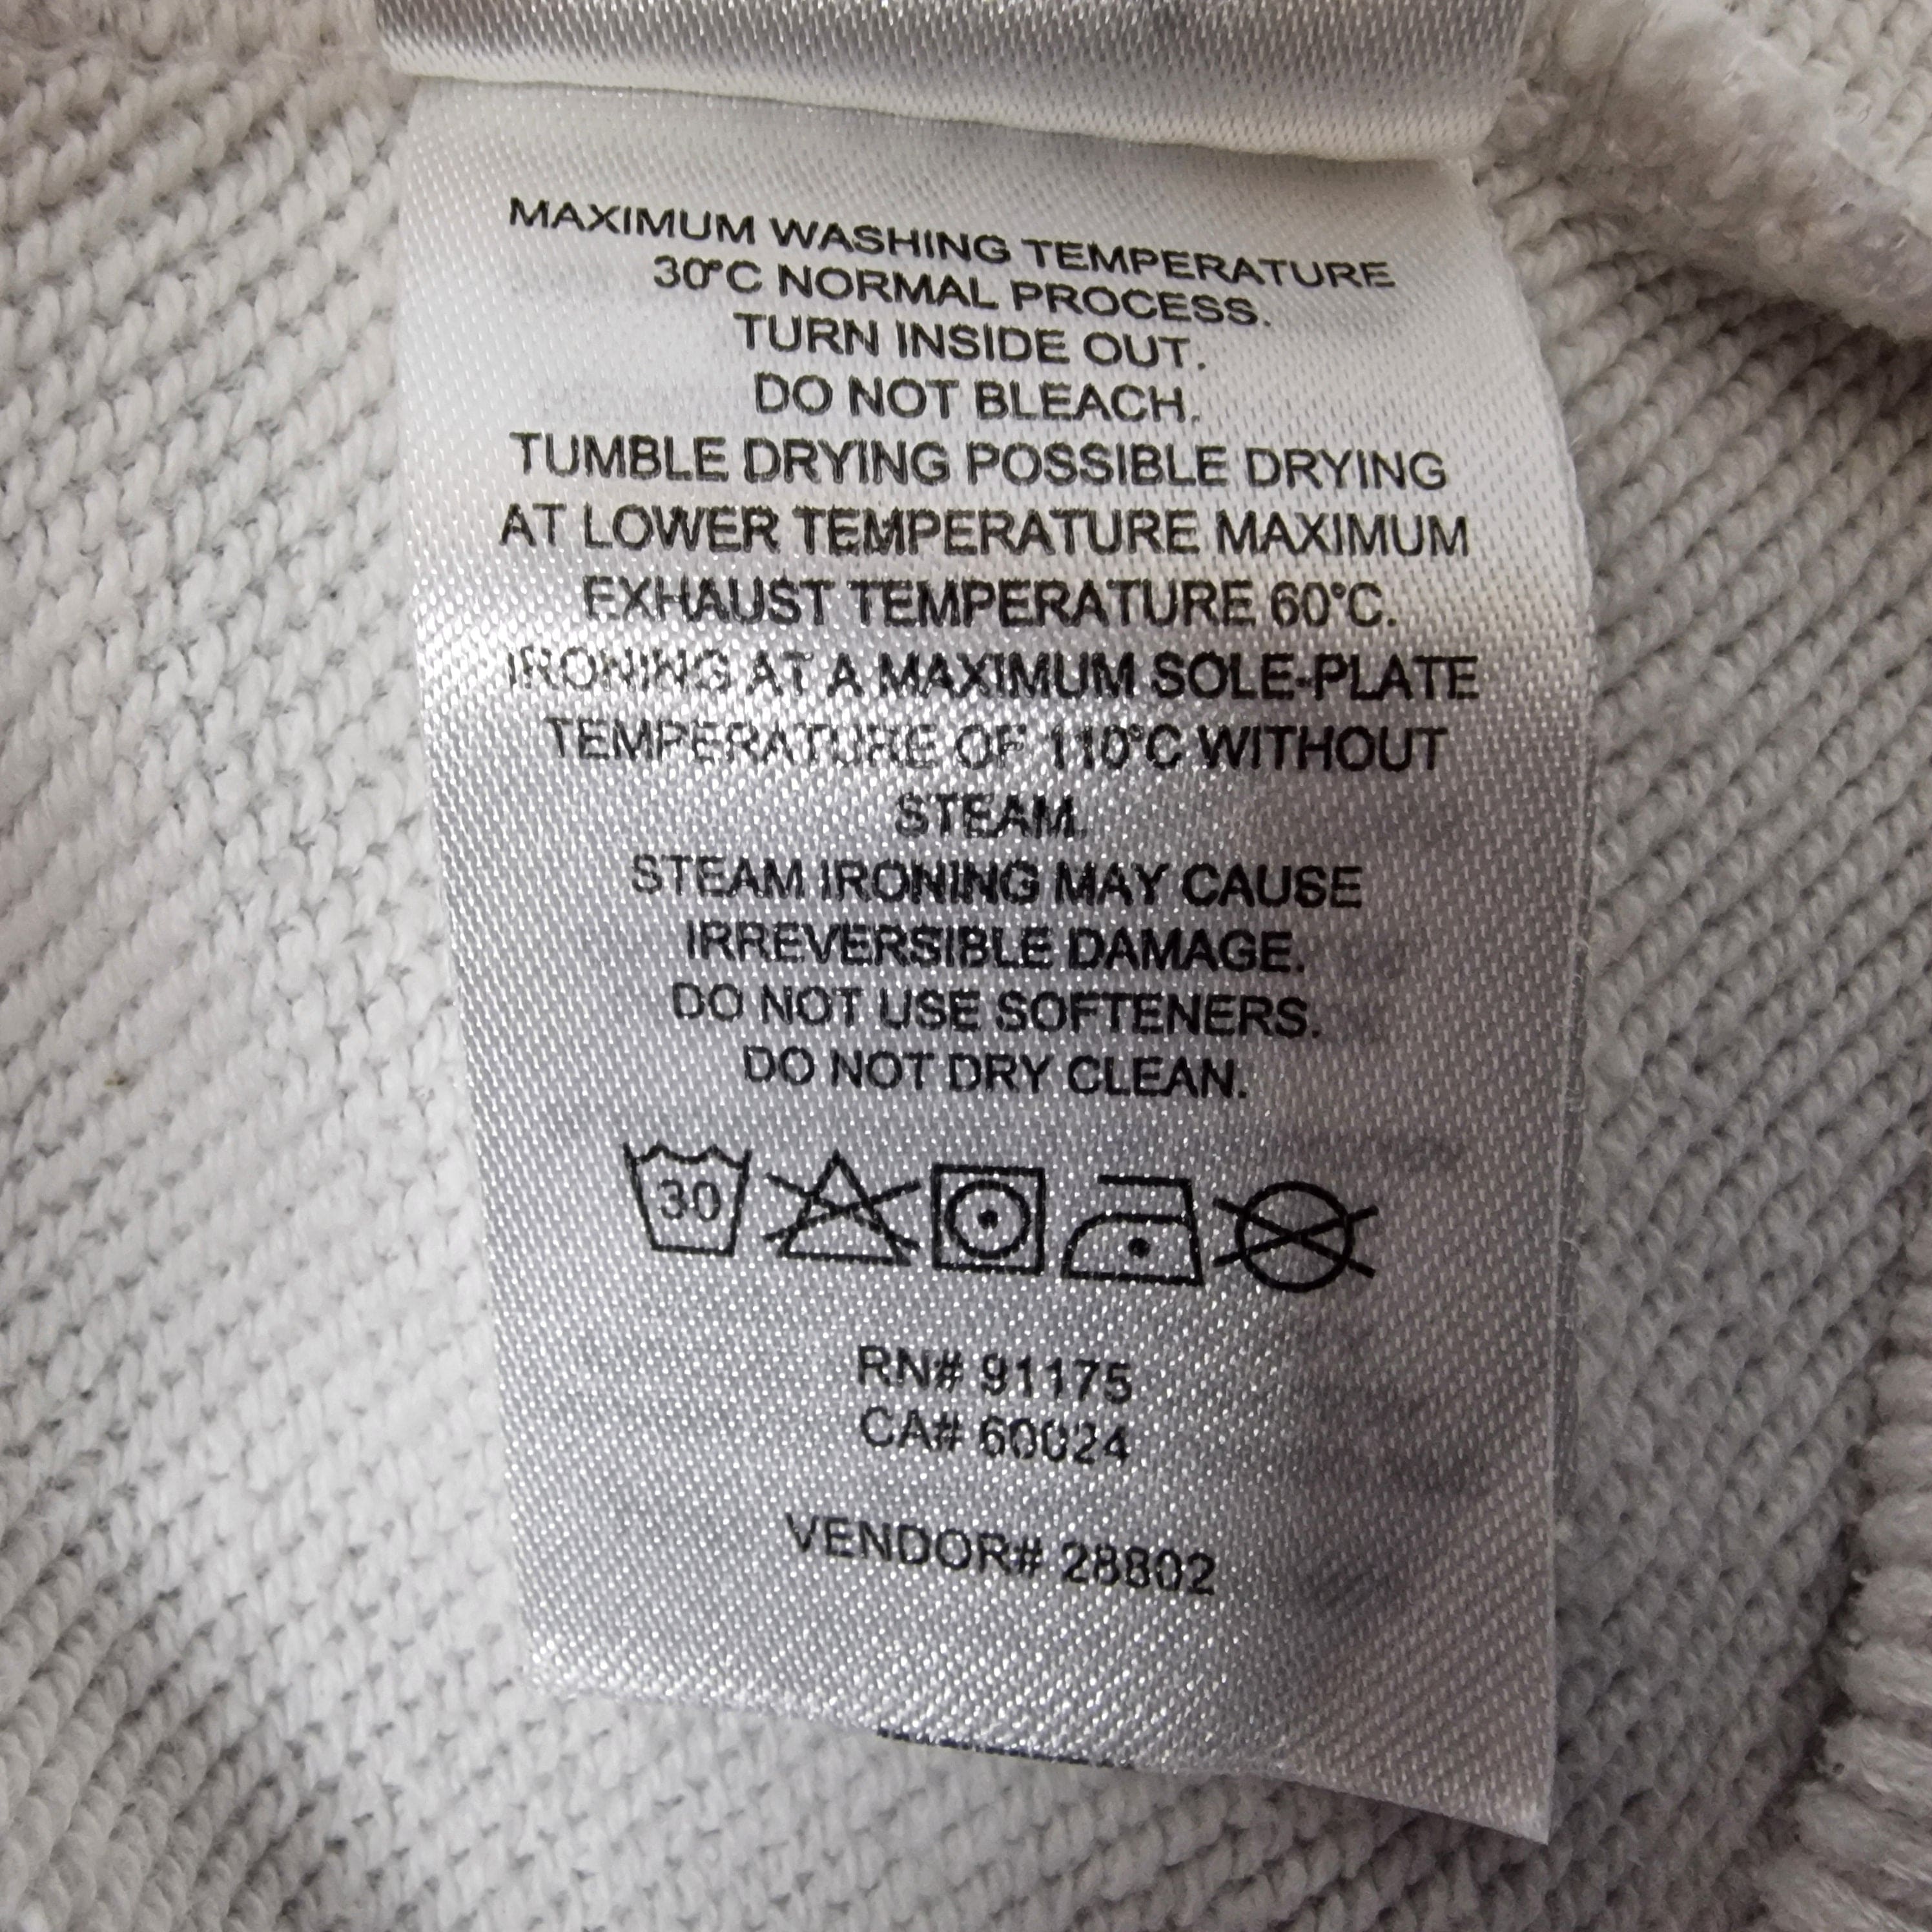 MAXIMUM WASHING TEMPERATURE
30°C NORMAL PROCESS.
TURN INSIDE OUT.
DO NOT BLEACH.
TUMBLE DRYING POSSIBLE DRYING
AT LOWER TEMPERATURE MAXIMUM
EXHAUST TEMPERATURE 60°C.
IRONING AT A MAXIMUM SOLE-PLATE
TEMPERATURE OF 110°C WITHOUT
STEAM.
STEAM IRONING MAY CAUSE
IRREVERSIBLE DAMAGE.
DO NOT USE SOFTENERS.
DO NOT DRY CLEAN.
30
RN# 91175
CA# 60024
VENDOR# 28802